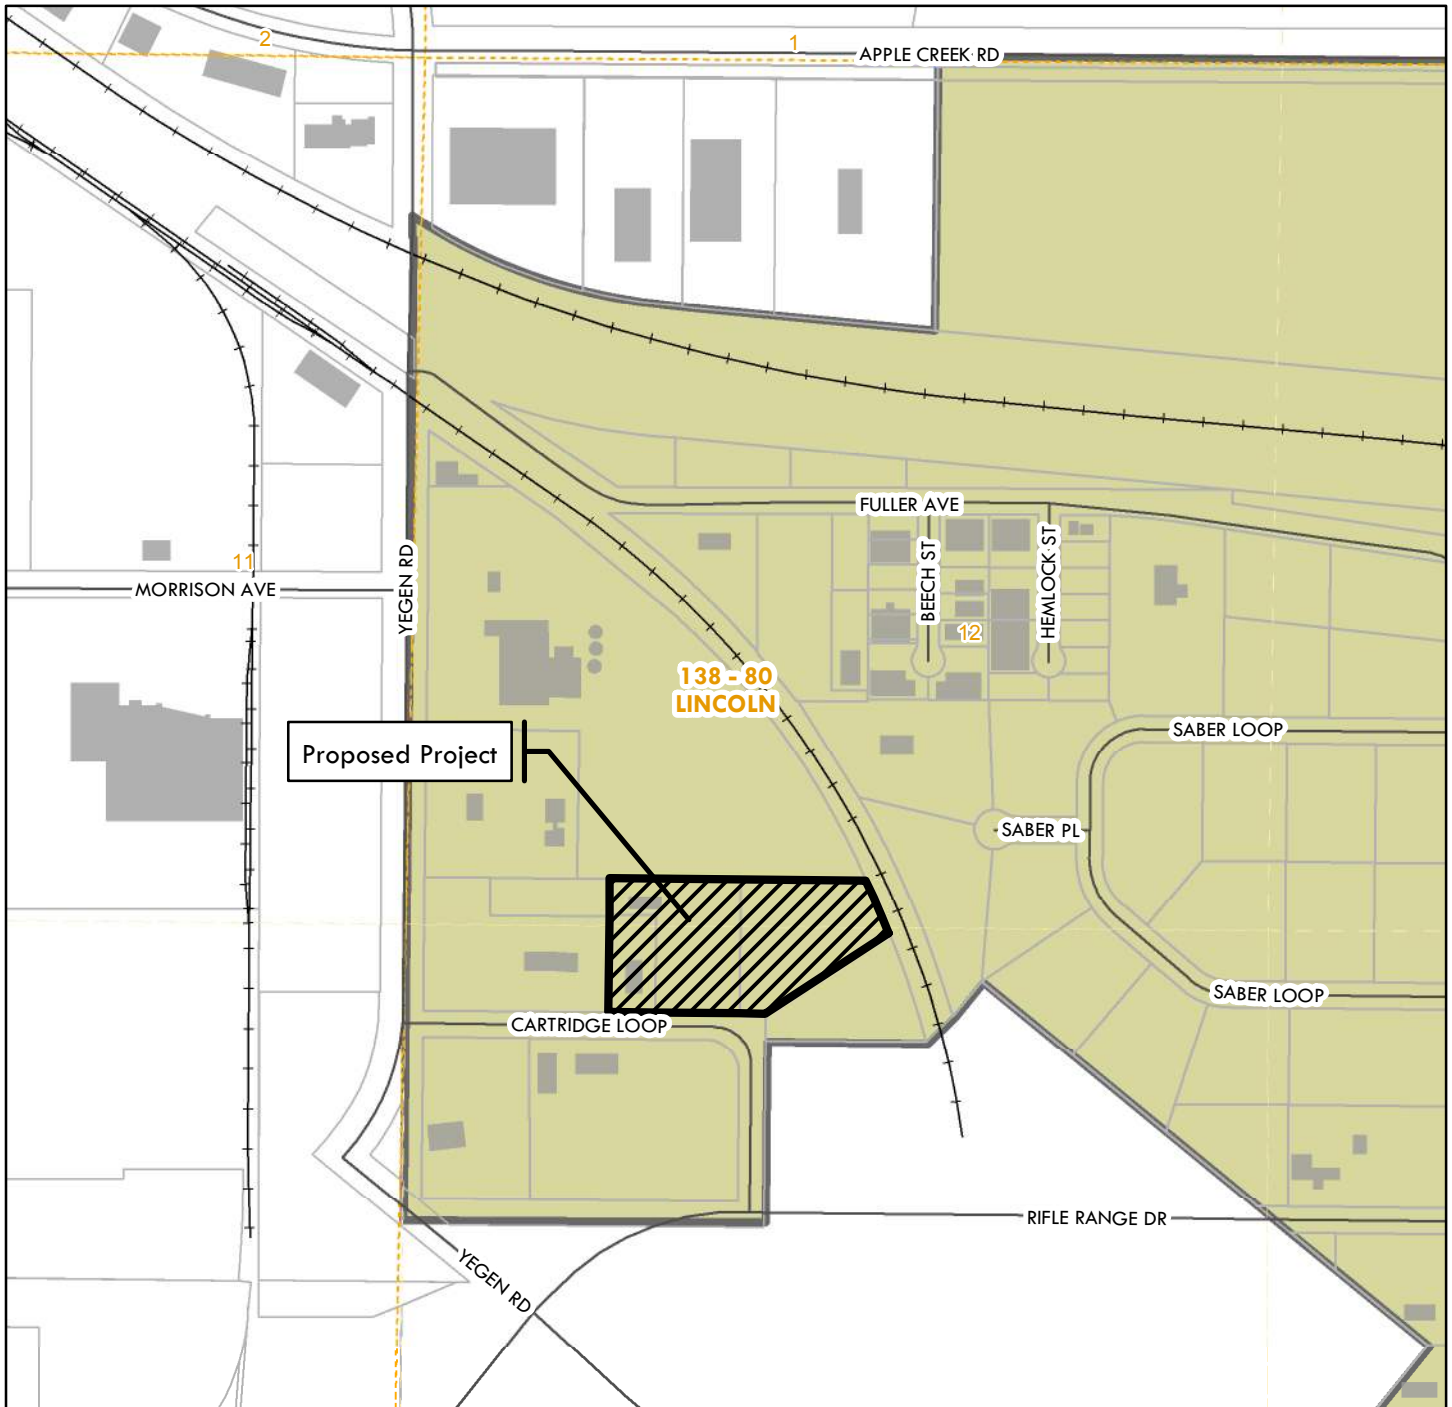 2
1
APPLE CREEK RD
FULLER AVE
BEECH ST
HEMLOCK ST
YEGEN RD
11
MORRISON AVE
12
138 - 80
LINCOLN
SABER LOOP
Proposed Project
SABER PL
SABER LOOP
CARTRIDGE LOOP
RIFLE RANGE DR
YEGEN RD